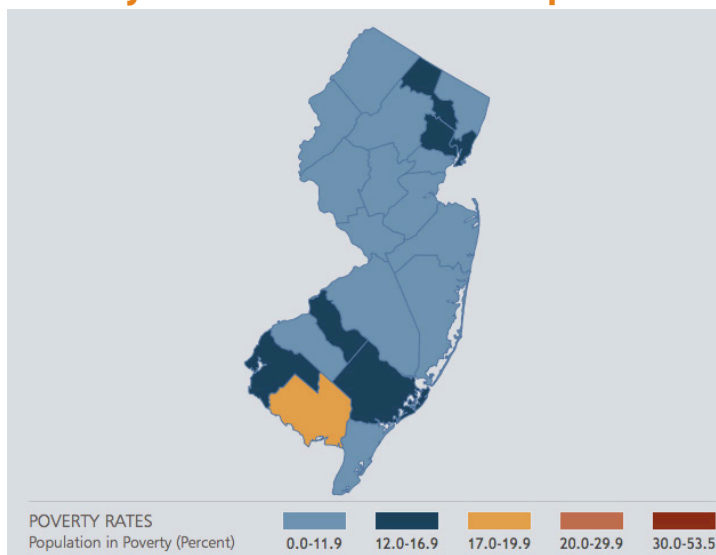 POVERTY RATES
Population in Poverty (Percent)
0.0-11.9
12.0-16.9
17.0-19.9
20.0-29.9
30.0-53.5